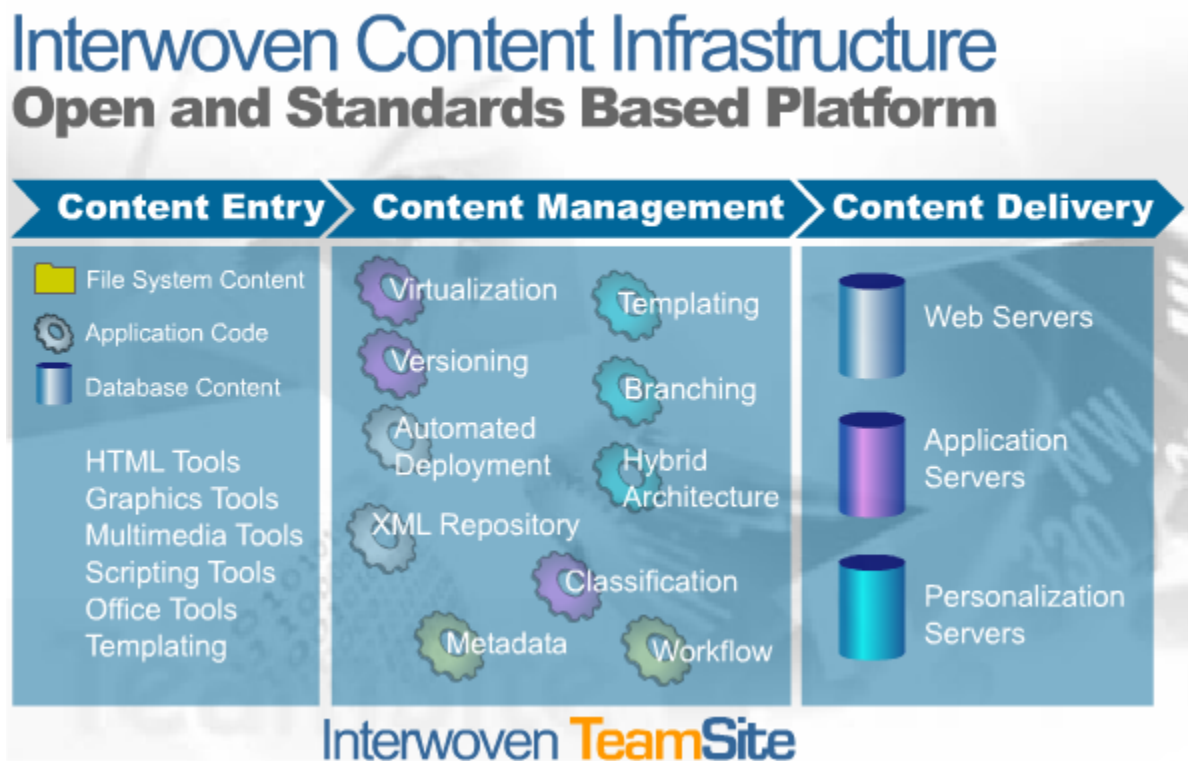 Interwoven Content Infrastructure
Open and Standards Based Platform
Content Entry
Content Management
Content Delivery
File System Content
Application Code
Database Content
HTML Tools
Graphics Tools
Multimedia Tools
Scripting Tools
Office Tools
Templating
Virtualization
Versioning
Automated
Deployment
XML Repository
Templating
Branching
Hybrid
Architecture
Classification
Metadata
Workflow
Web Servers
Application
Servers
Personalization
Servers
NW
330
Interwoven TeamSite